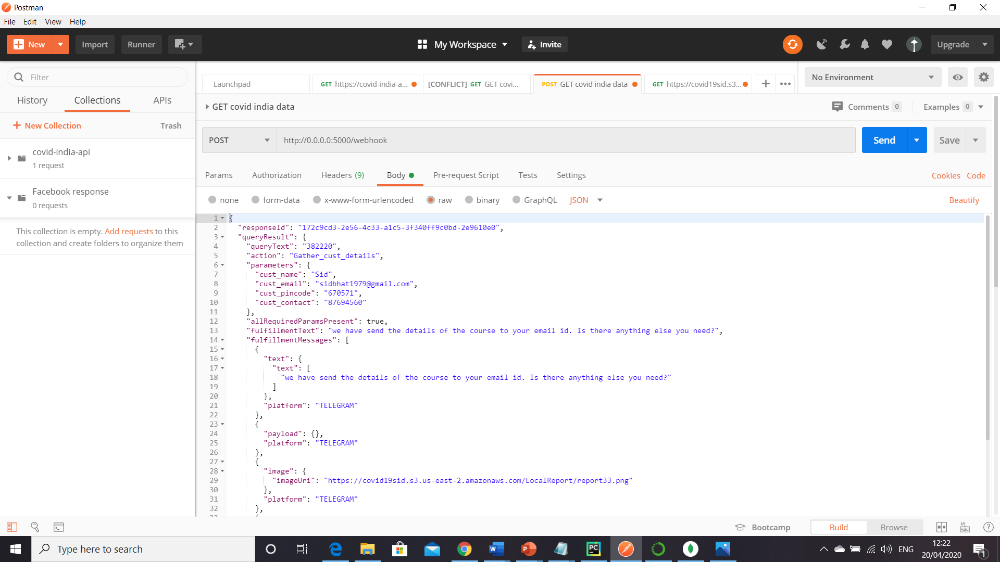 Postman
File Edit View Help
New Import Runner My Workspace Invite Upgrade
Filter
History Collections APIs
New Collection Trash
covid-india-api
1 request
Facebook response
0 requests
This collection is empty. Add requests to this
collection and create folders to organize them
Launchpad GET https://covid-india-a... [CONFLICT] GET GET covi... POST GET covid india data GET https://covid19sid.s3... No Environment
GET covid india data Comments 0 Examples 0
POST http://0.0.0.0:5000/webhook Send Save
Params Authorization Headers (9) Body Pre-request Script Tests Settings Cookies Code
none form-data x-www-form-urlencoded raw binary GraphQL JSON Beautify
1 {
2 "responseId": "172c9cd3-2e56-4c33-a1c5-3f340ff9c0bd-2e9610e0",
3 "queryResult": {
4 "queryText": "382220",
5 "action": "Gather_cust_details",
6 "parameters": {
7 "cust_name": "Sid",
8 "cust_email": "sidbhat1979@gmail.com",
9 "cust_pincode": "670571",
10 "cust_contact": "87694560"
11 },
12 "allRequiredParamsPresent": true,
13 "fulfillmentText": "we have send the details of the course to your email id. Is there anything else you need?",
14 "fulfillmentMessages": [
15 {
16 "text": {
17 "text": [
18 "we have send the details of the course to your email id. Is there anything else you need?"
19 ]
20 },
21 "platform": "TELEGRAM"
22 },
23 {
24 "payload": {},
25 "platform": "TELEGRAM"
26 },
27 {
28 "image": {
29 "imageUri": "https://covid19sid.s3.us-east-2.amazonaws.com/LocalReport/report33.png"
30 },
31 "platform": "TELEGRAM"
32 },
Bootcamp Build Browse
Type here to search
ENG
12:22
20/04/2020
1